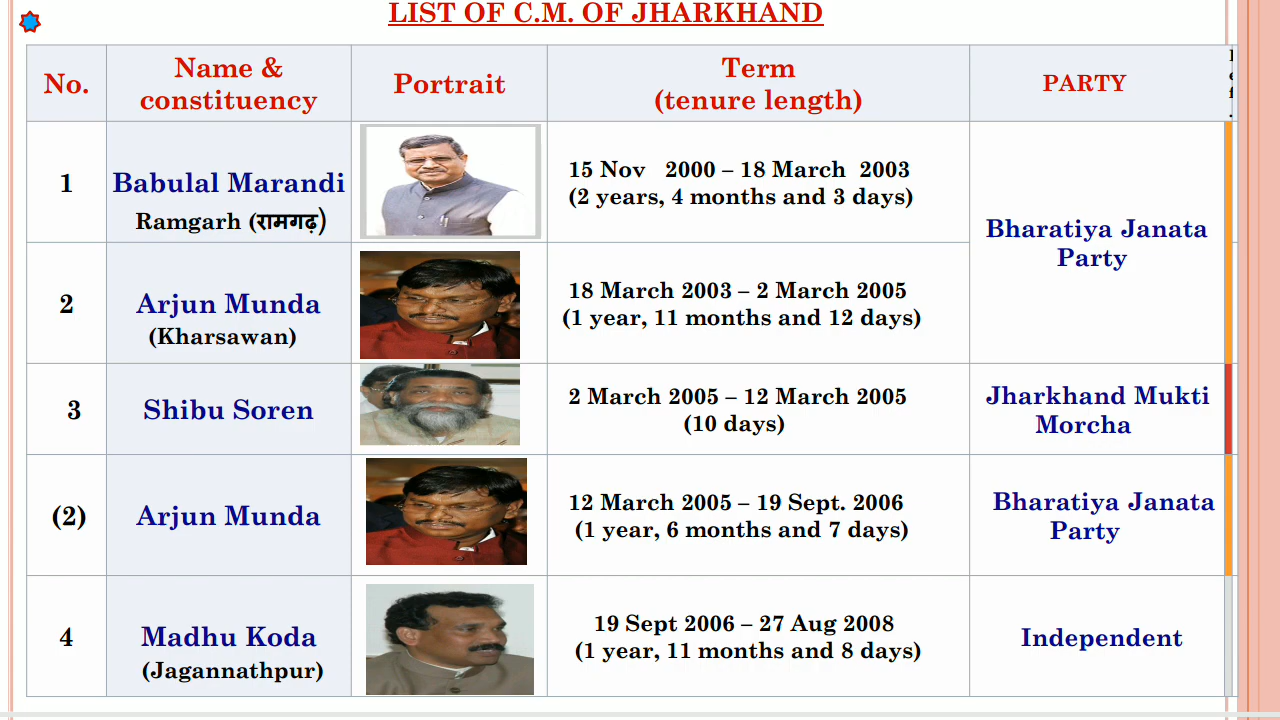 LIST OF C.M. OF JHARKHAND
No.
Name &
constituency
Portrait
Term
(tenure length)
PARTY
1
Babulal Marandi
Ramgarh (रामगढ़)
15 Nov 2000 – 18 March 2003
(2 years, 4 months and 3 days)
Bharatiya Janata
Party
2
Arjun Munda
(Kharsawan)
18 March 2003 – 2 March 2005
(1 year, 11 months and 12 days)
3
Shibu Soren
2 March 2005 – 12 March 2005
(10 days)
Jharkhand Mukti
Morcha
(2)
Arjun Munda
12 March 2005 – 19 Sept. 2006
(1 year, 6 months and 7 days)
Bharatiya Janata
Party
4
Madhu Koda
(Jagannathpur)
19 Sept 2006 – 27 Aug 2008
(1 year, 11 months and 8 days)
Independent